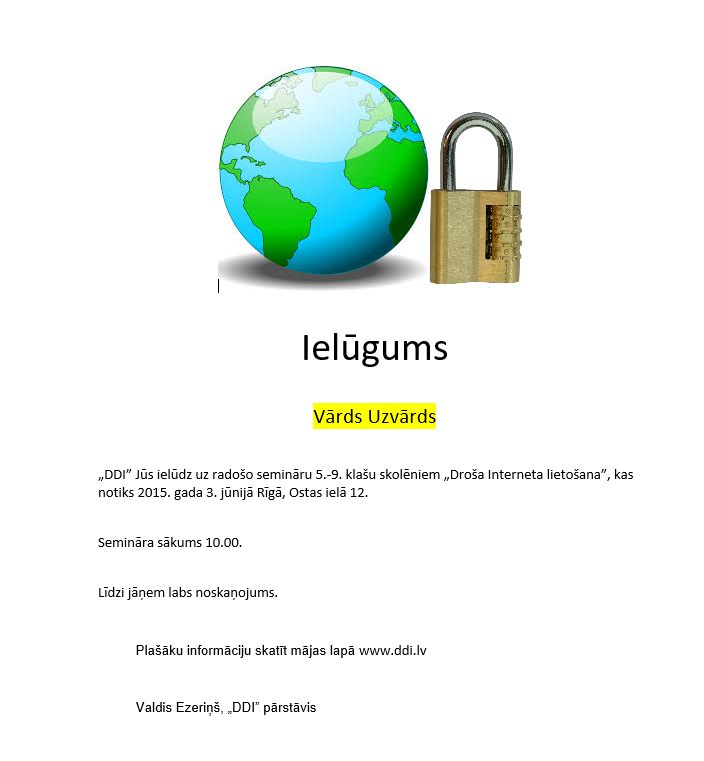 Ielūgums
Vārds Uzvārds
„DDI” Jūs ielūdz uz radošo semināru 5.-9. klašu skolēniem „Droša Interneta lietošana”, kas
notiks 2015. gada 3. jūnijā Rīgā, Ostas ielā 12.
Semināra sākums 10.00.
Līdzi jāņem labs noskaņojums.
Plašāku informāciju skatīt mājas lapā www.ddi.lv
Valdis Ezeriņš, „DDI” pārstāvis